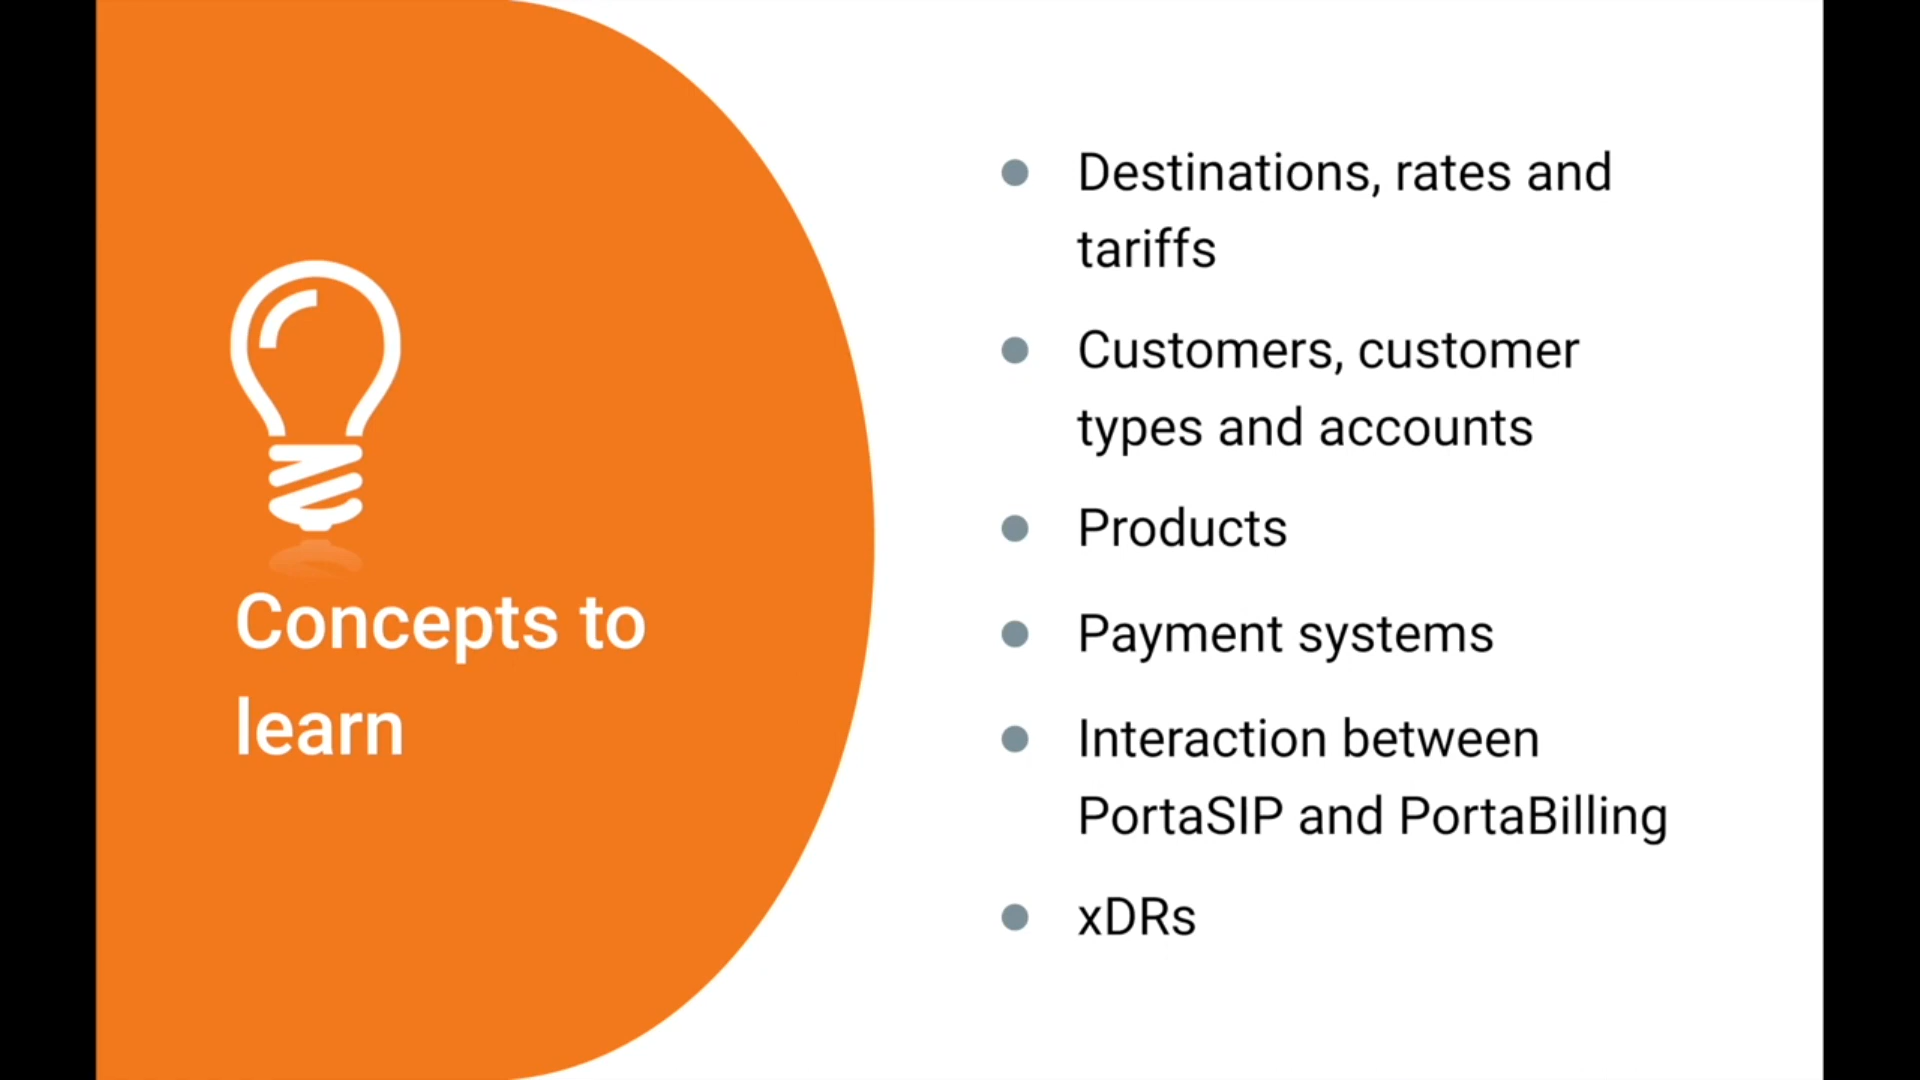 Concepts to
learn
Destinations, rates and
tariffs
Customers, customer
types and accounts
Products
Payment systems
Interaction between
PortaSIP and PortaBilling
xDRs